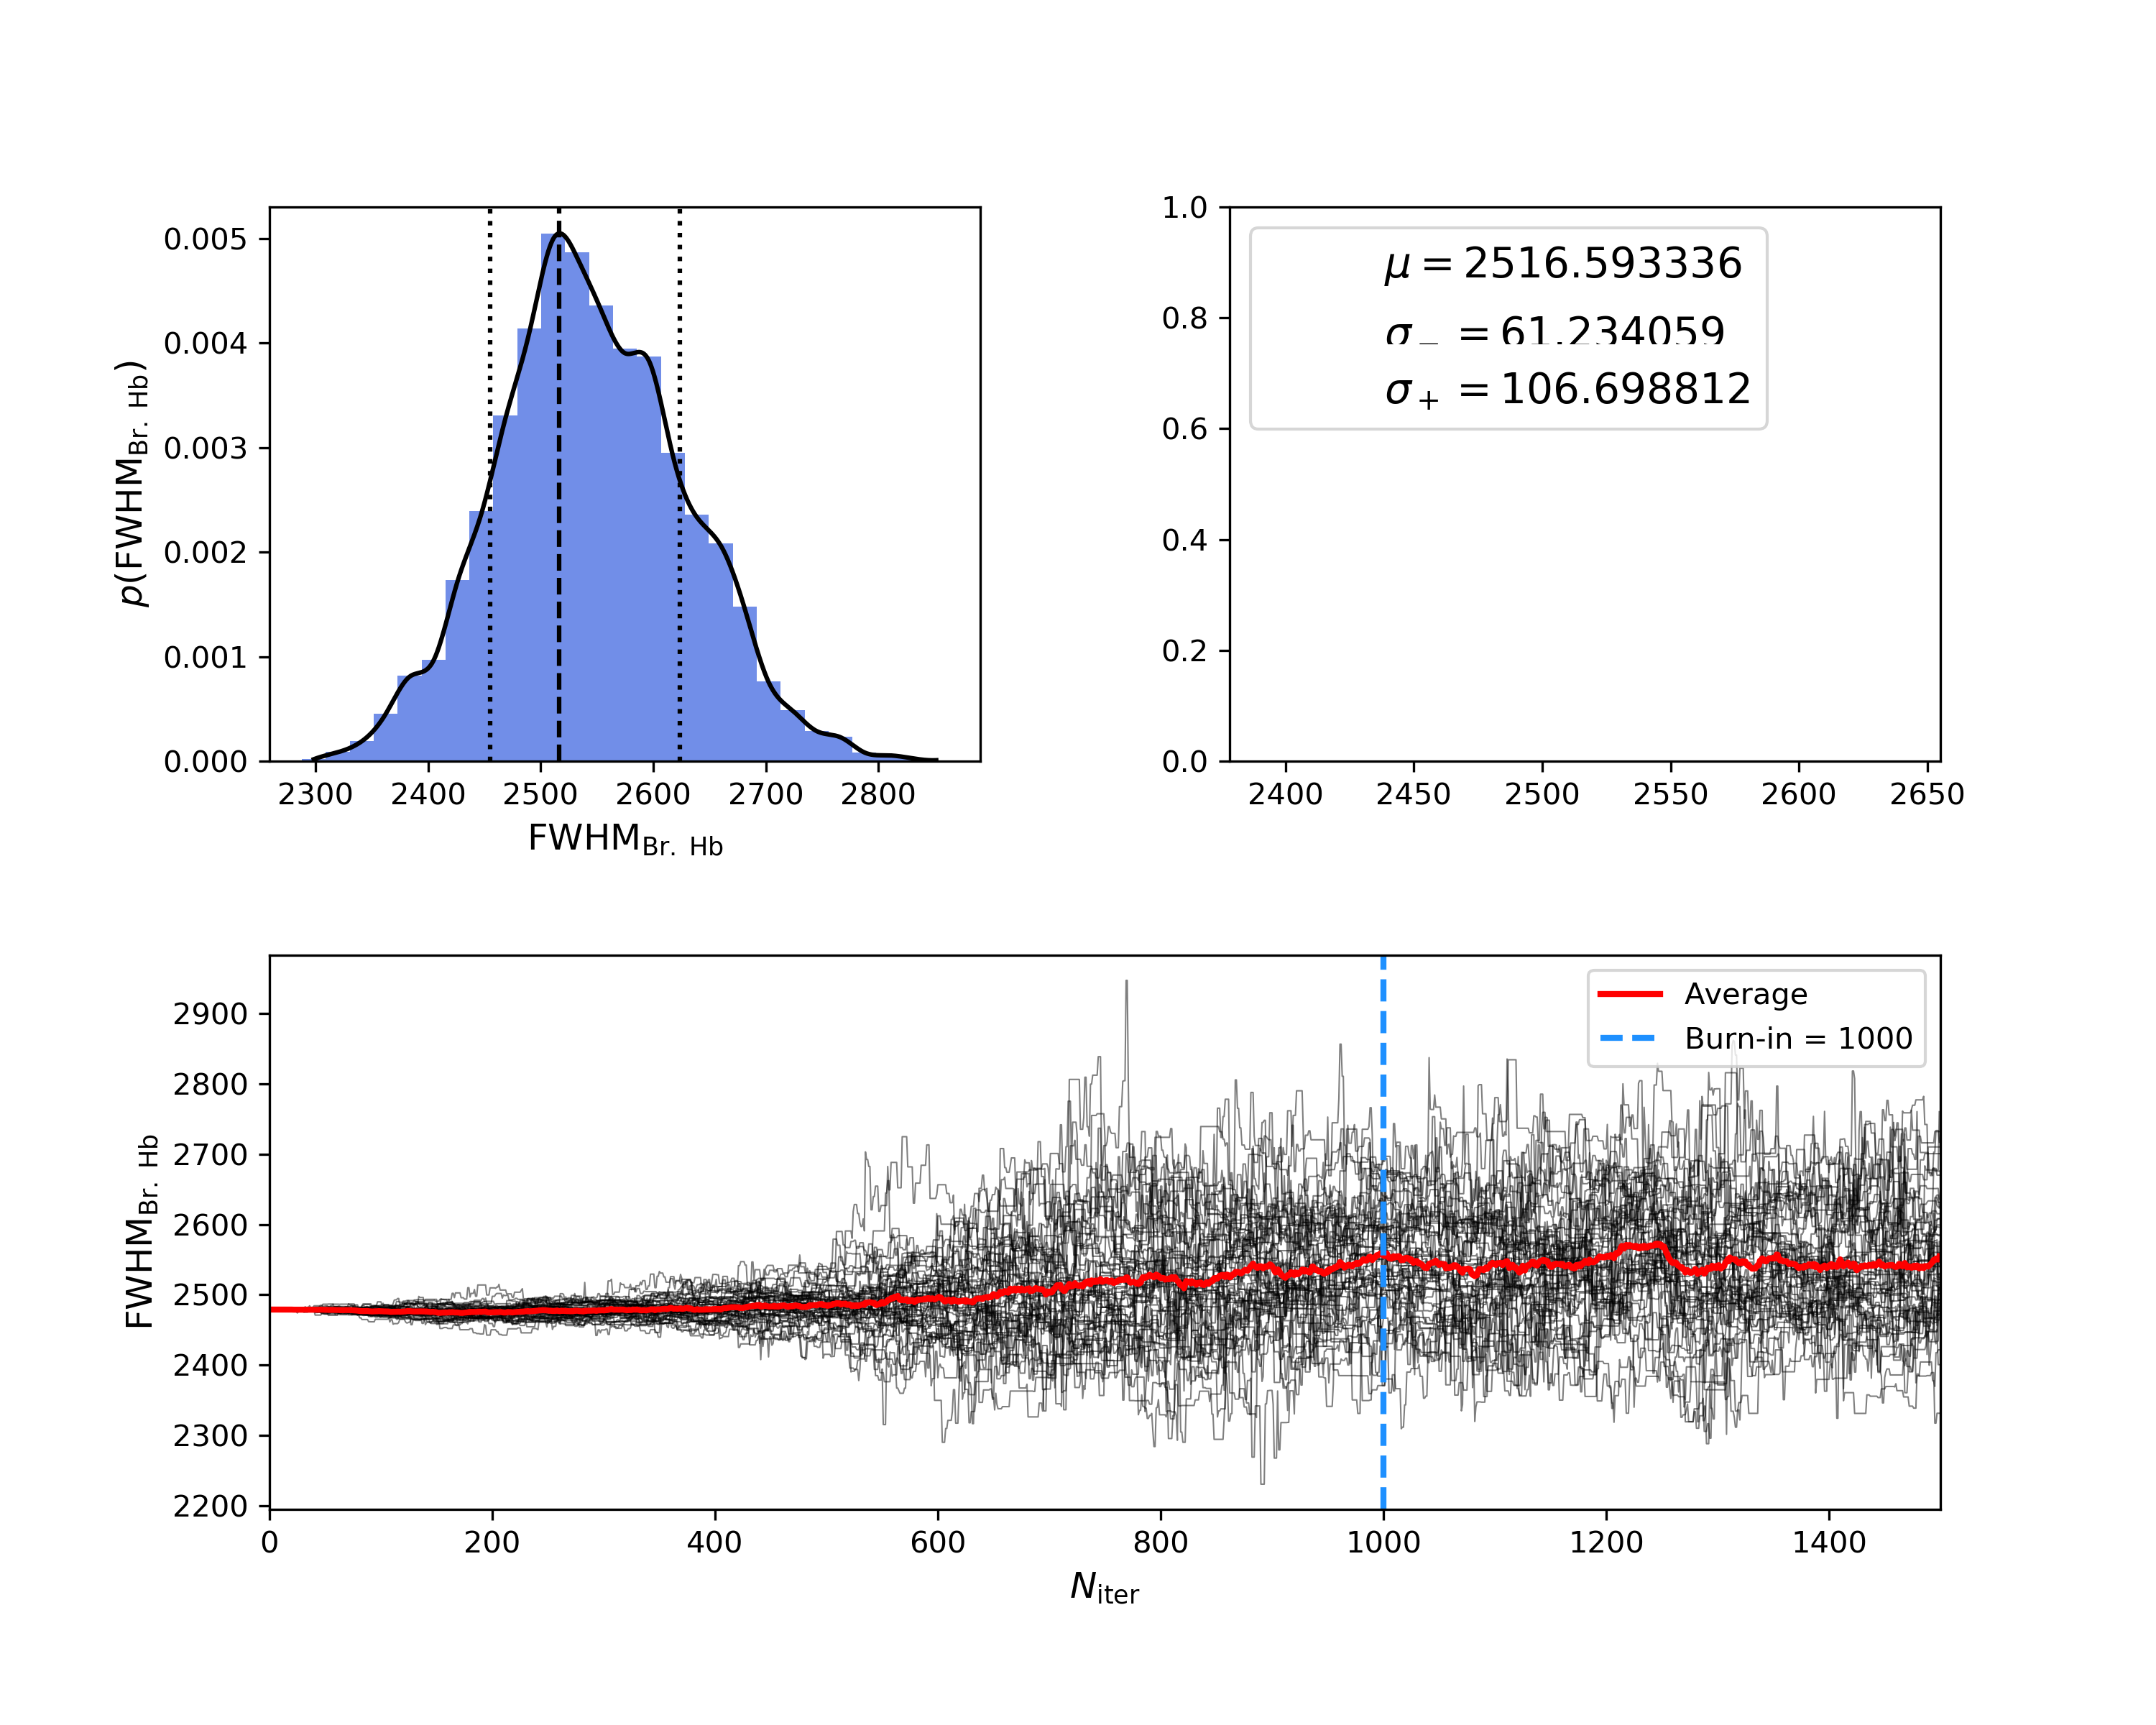 0.005
0.004
0.003
0.002
0.001
0.000
p(FWHM_Br. Hb)
2300 2400 2500 2600 2700 2800
FWHM_Br. Hb
1.0
0.8
0.6
0.4
0.2
0.0
μ = 2516.593336
σ_− = 61.234059
σ_+ = 106.698812
2400 2450 2500 2550 2600 2650
2900
2800
2700
2600
2500
2400
2300
2200
FWHM_Br. Hb
Average
Burn-in = 1000
0 200 400 600 800 1000 1200 1400
N_iter